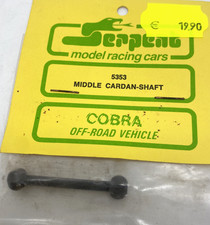 Serpent
€ 19.90
model racing cars
5353
MIDDLE CARDAN-SHAFT
COBRA
OFF-ROAD VEHICLE